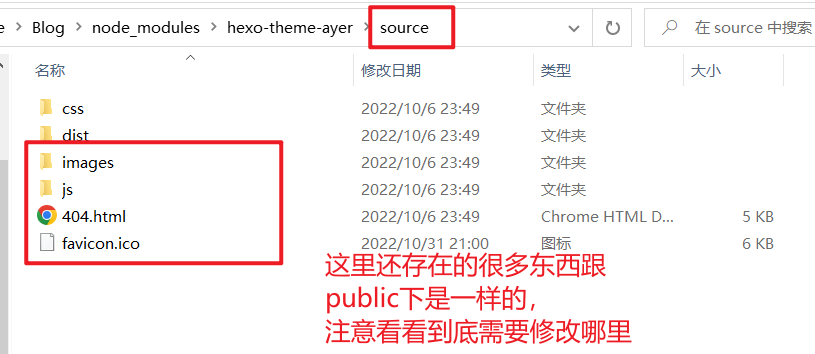 e > Blog > node_modules > hexo-theme-ayer > source
在 source 中搜索
名称 修改日期 类型 大小
css 2022/10/6 23:49 文件夹
dist 2022/10/6 23:49 文件夹
images 2022/10/6 23:49 文件夹
js 2022/10/6 23:49 文件夹
404.html 2022/10/6 23:49 Chrome HTML D... 5 KB
favicon.ico 2022/10/31 21:00 图标 6 KB
这里还存在的很多东西跟
public下是一样的，
注意看看到底需要修改哪里